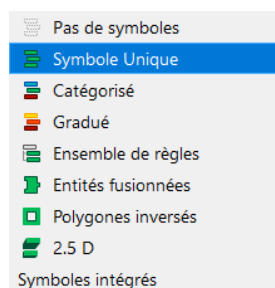 Pas de symboles
Symbole Unique
Catégorisé
Gradué
Ensemble de règles
Entités fusionnées
Polygones inversés
2.5 D
Symboles intégrés